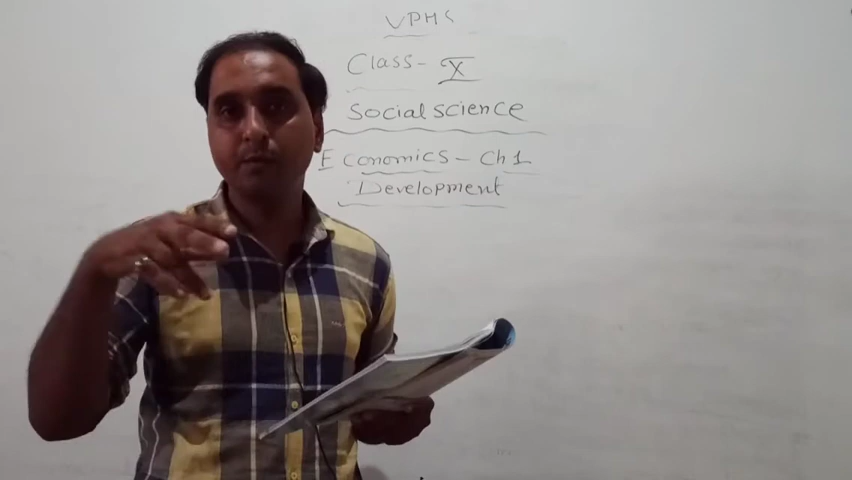 VPHS
Class - X
Social science
Economics - Ch 1
Development